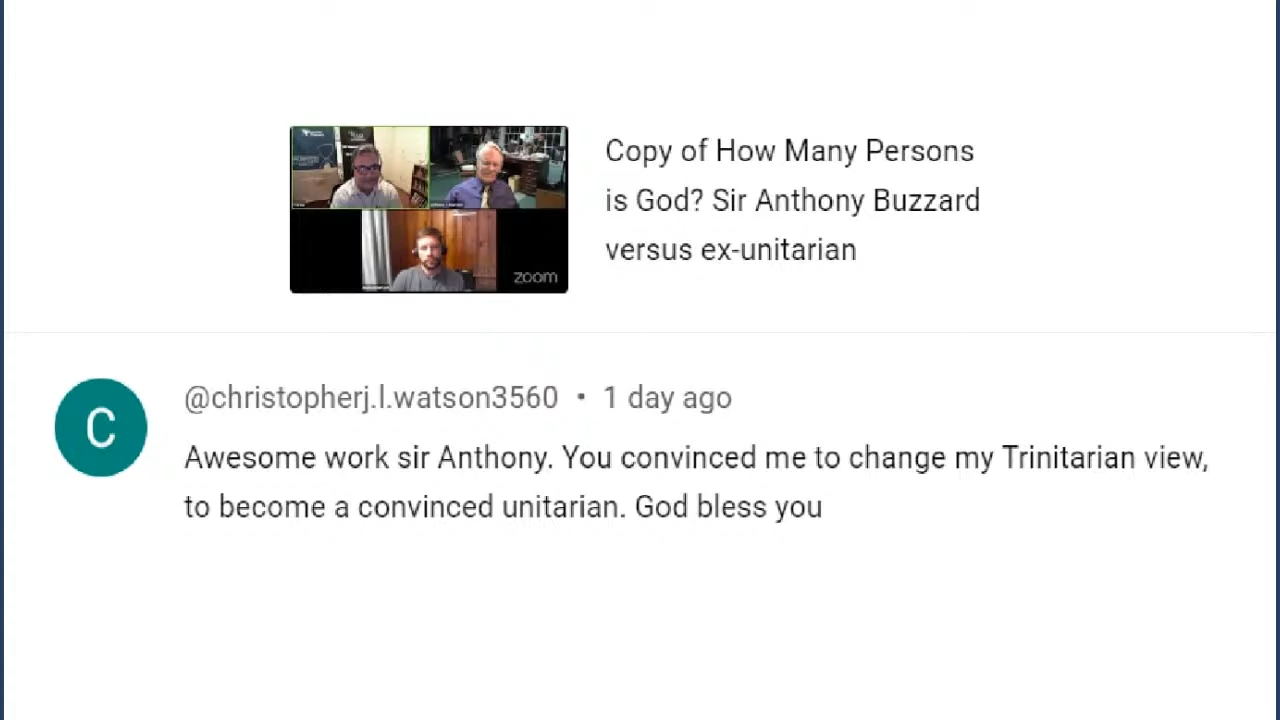 Copy of How Many Persons
is God? Sir Anthony Buzzard
versus ex-unitarian
zoom
C
@christopherj.l.watson3560 • 1 day ago
Awesome work sir Anthony. You convinced me to change my Trinitarian view,
to become a convinced unitarian. God bless you